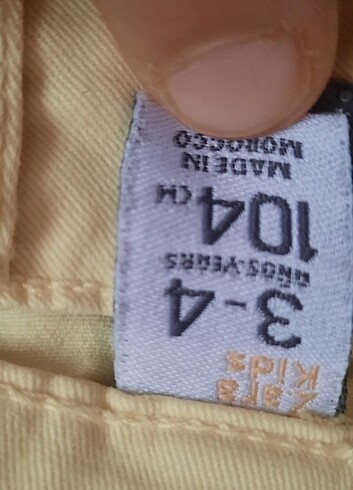 Zara
Kids
3-4
AÑOS-YEARS
104 CM
MADE IN
MOROCCO